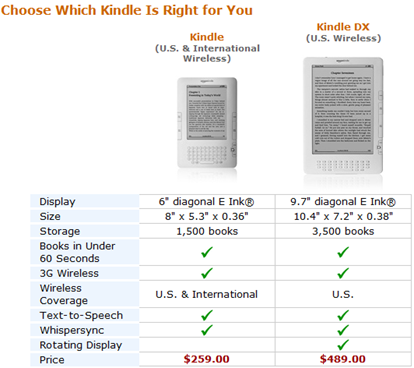 Choose Which Kindle Is Right for You
Kindle
(U.S. & International
Wireless)
Kindle DX
(U.S. Wireless)
Display 6" diagonal E Ink® 9.7" diagonal E Ink®
Size 8" x 5.3" x 0.36" 10.4" x 7.2" x 0.38"
Storage 1,500 books 3,500 books
Books in Under
60 Seconds
3G Wireless
Wireless
Coverage U.S. & International U.S.
Text-to-Speech
Whispersync
Rotating Display
Price $259.00 $489.00